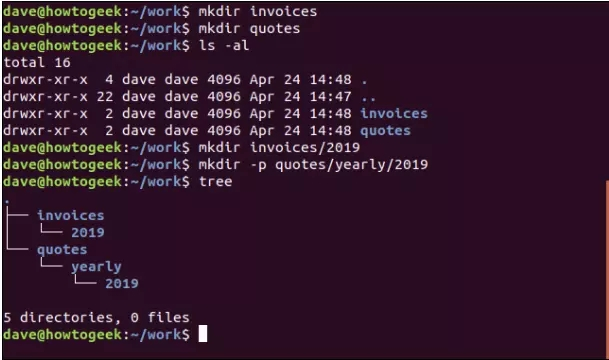 dave@howtogeek:~/work$ mkdir invoices
dave@howtogeek:~/work$ mkdir quotes
dave@howtogeek:~/work$ ls -al
total 16
drwxr-xr-x  4 dave dave 4096 Apr 24 14:48 .
drwxr-xr-x 22 dave dave 4096 Apr 24 14:47 ..
drwxr-xr-x  2 dave dave 4096 Apr 24 14:48 invoices
drwxr-xr-x  2 dave dave 4096 Apr 24 14:48 quotes
dave@howtogeek:~/work$ mkdir invoices/2019
dave@howtogeek:~/work$ mkdir -p quotes/yearly/2019
dave@howtogeek:~/work$ tree
.
├── invoices
│   └── 2019
└── quotes
    └── yearly
        └── 2019
5 directories, 0 files
dave@howtogeek:~/work$